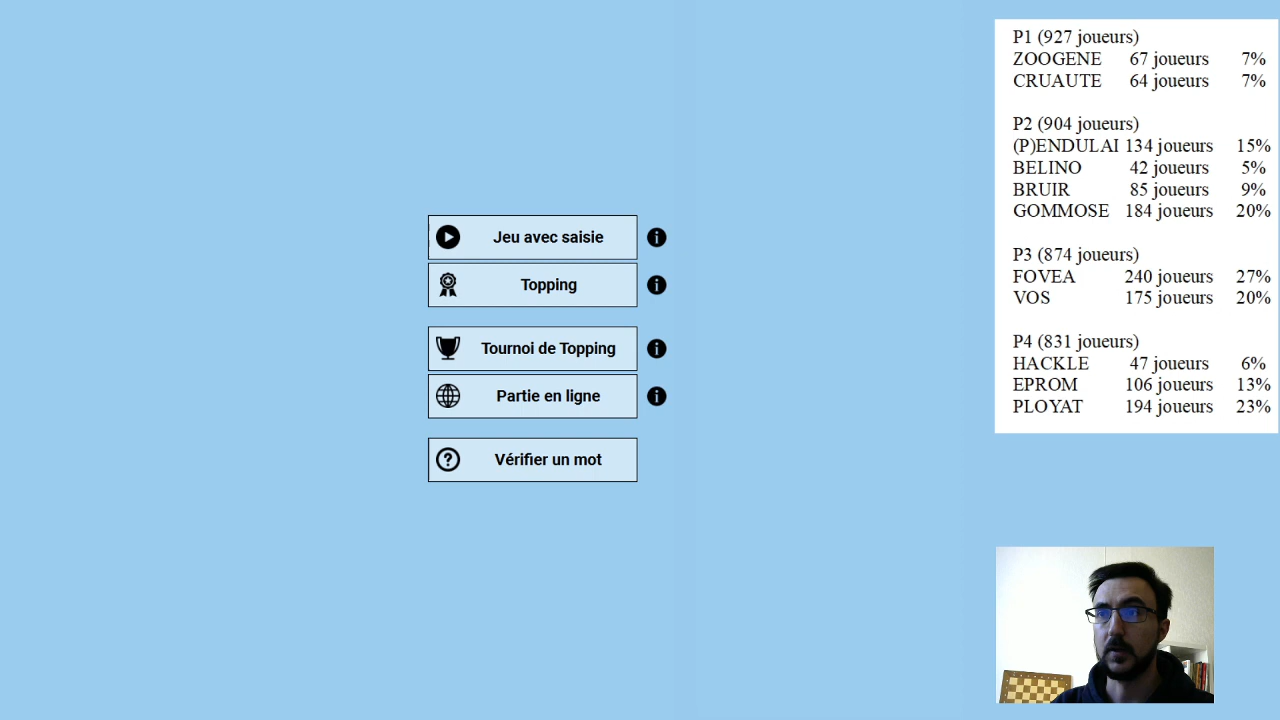 Jeu avec saisie
Topping
Tournoi de Topping
Partie en ligne
Vérifier un mot
P1 (927 joueurs)
ZOOGENE 67 joueurs 7%
CRUAUTE 64 joueurs 7%
P2 (904 joueurs)
(P)ENDULAI 134 joueurs 15%
BELINO 42 joueurs 5%
BRUIR 85 joueurs 9%
GOMMOSE 184 joueurs 20%
P3 (874 joueurs)
FOVEA 240 joueurs 27%
VOS 175 joueurs 20%
P4 (831 joueurs)
HACKLE 47 joueurs 6%
EPROM 106 joueurs 13%
PLOYAT 194 joueurs 23%